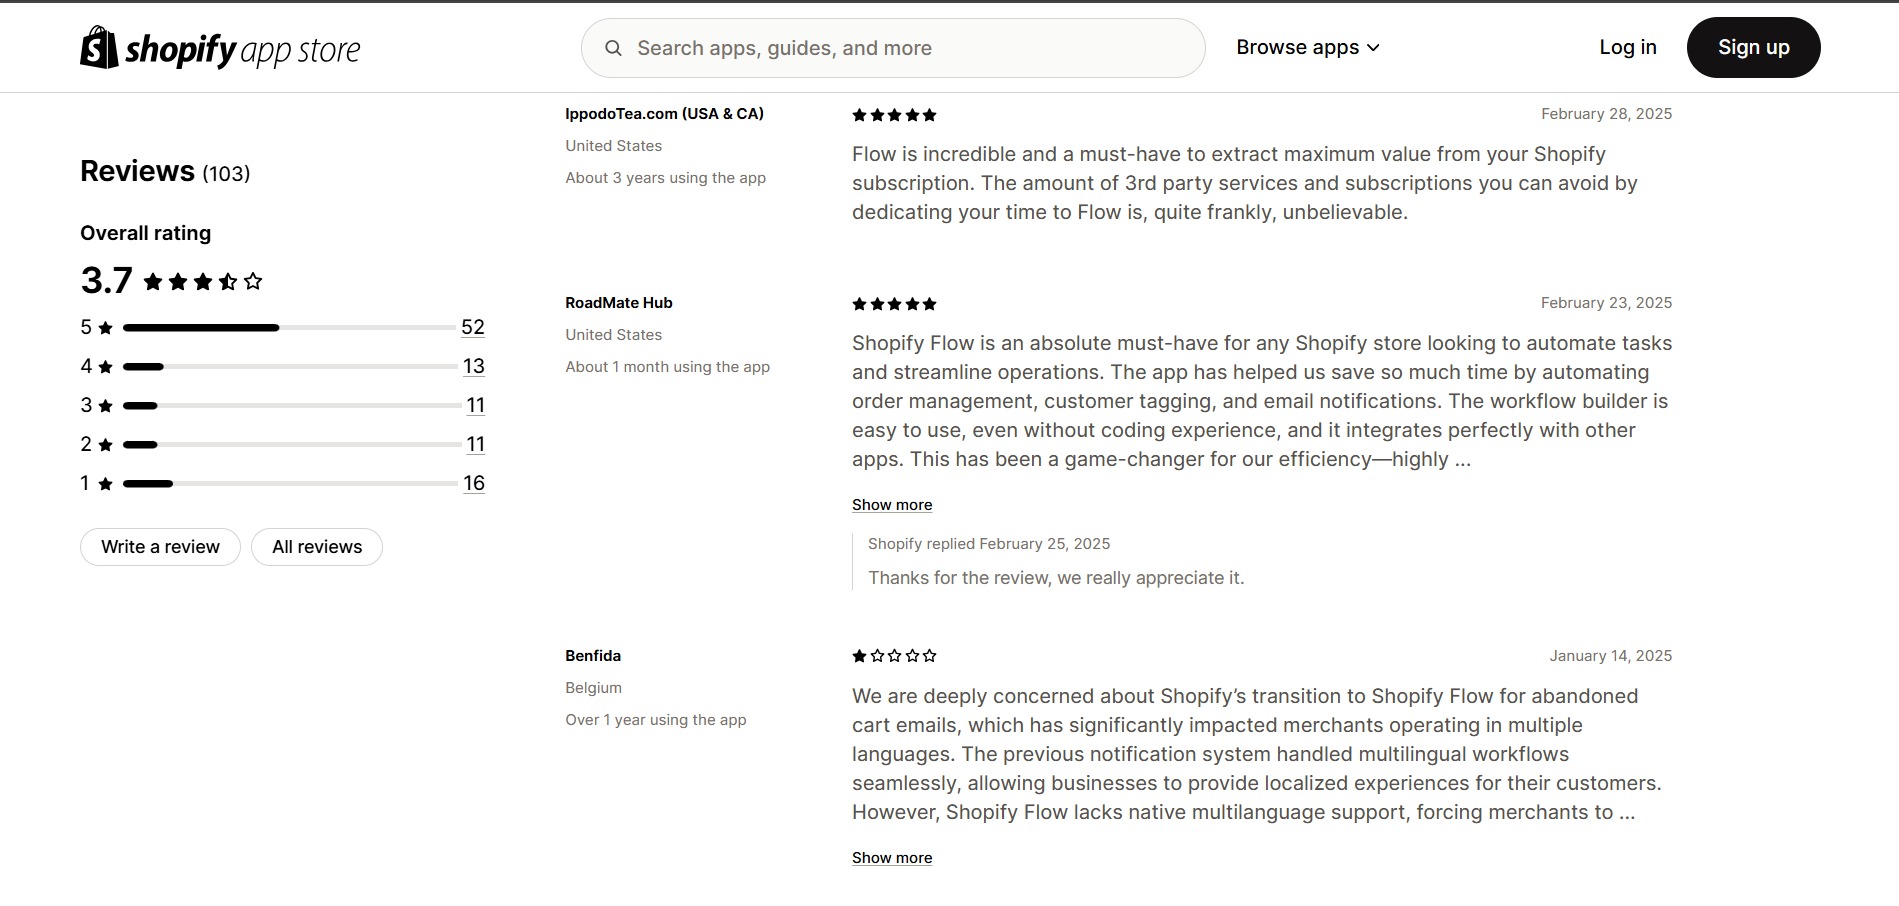 shopify app store
Search apps, guides, and more
Browse apps
Log in
Sign up
Reviews (103)
Overall rating
3.7
5 52
4 13
3 11
2 11
1 16
Write a review
All reviews
IppodoTea.com (USA & CA)
United States
About 3 years using the app
February 28, 2025
Flow is incredible and a must-have to extract maximum value from your Shopify
subscription. The amount of 3rd party services and subscriptions you can avoid by
dedicating your time to Flow is, quite frankly, unbelievable.
RoadMate Hub
United States
About 1 month using the app
February 23, 2025
Shopify Flow is an absolute must-have for any Shopify store looking to automate tasks
and streamline operations. The app has helped us save so much time by automating
order management, customer tagging, and email notifications. The workflow builder is
easy to use, even without coding experience, and it integrates perfectly with other
apps. This has been a game-changer for our efficiency—highly ...
Show more
Shopify replied February 25, 2025
Thanks for the review, we really appreciate it.
Benfida
Belgium
Over 1 year using the app
January 14, 2025
We are deeply concerned about Shopify’s transition to Shopify Flow for abandoned
cart emails, which has significantly impacted merchants operating in multiple
languages. The previous notification system handled multilingual workflows
seamlessly, allowing businesses to provide localized experiences for their customers.
However, Shopify Flow lacks native multilanguage support, forcing merchants to ...
Show more